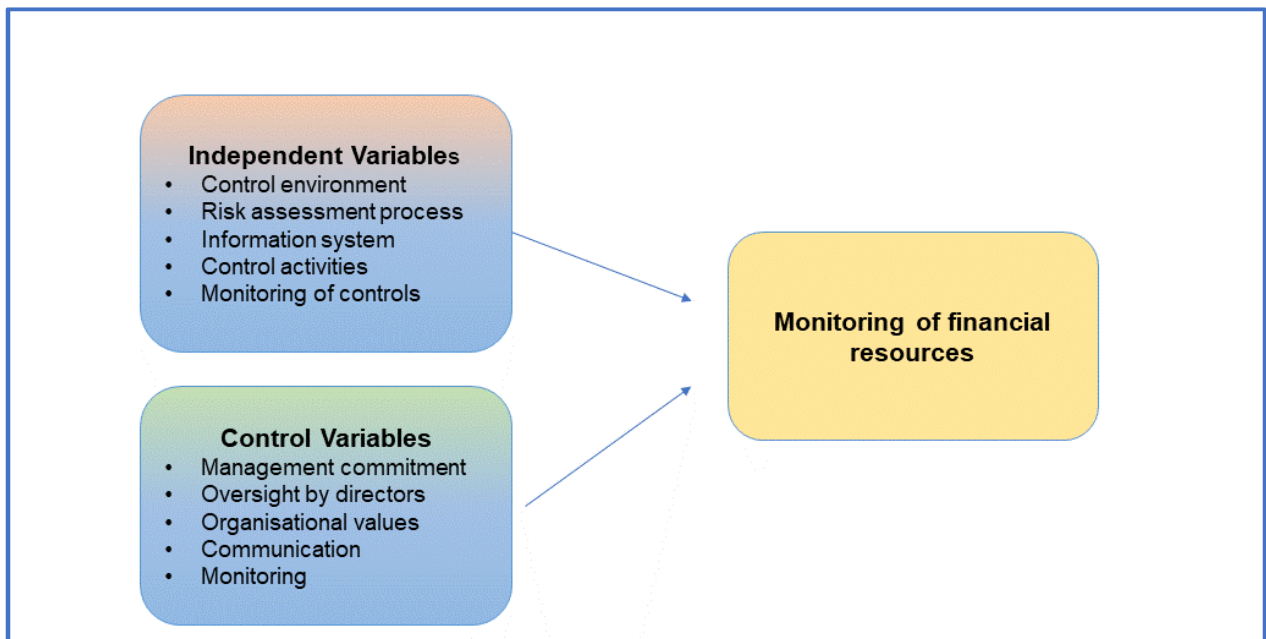 Independent Variables
• Control environment
• Risk assessment process
• Information system
• Control activities
• Monitoring of controls
Control Variables
• Management commitment
• Oversight by directors
• Organisational values
• Communication
• Monitoring
Monitoring of financial
resources